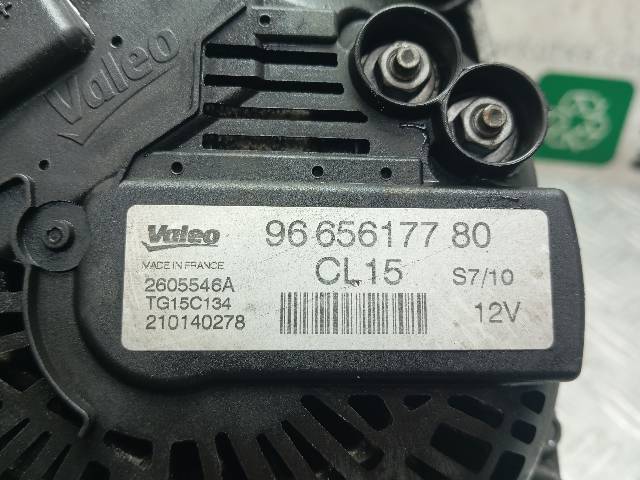 Valeo
Valeo
96 656177 80
MADE IN FRANCE
CL15
S7/10
2605546A
TG15C134
210140278
12V